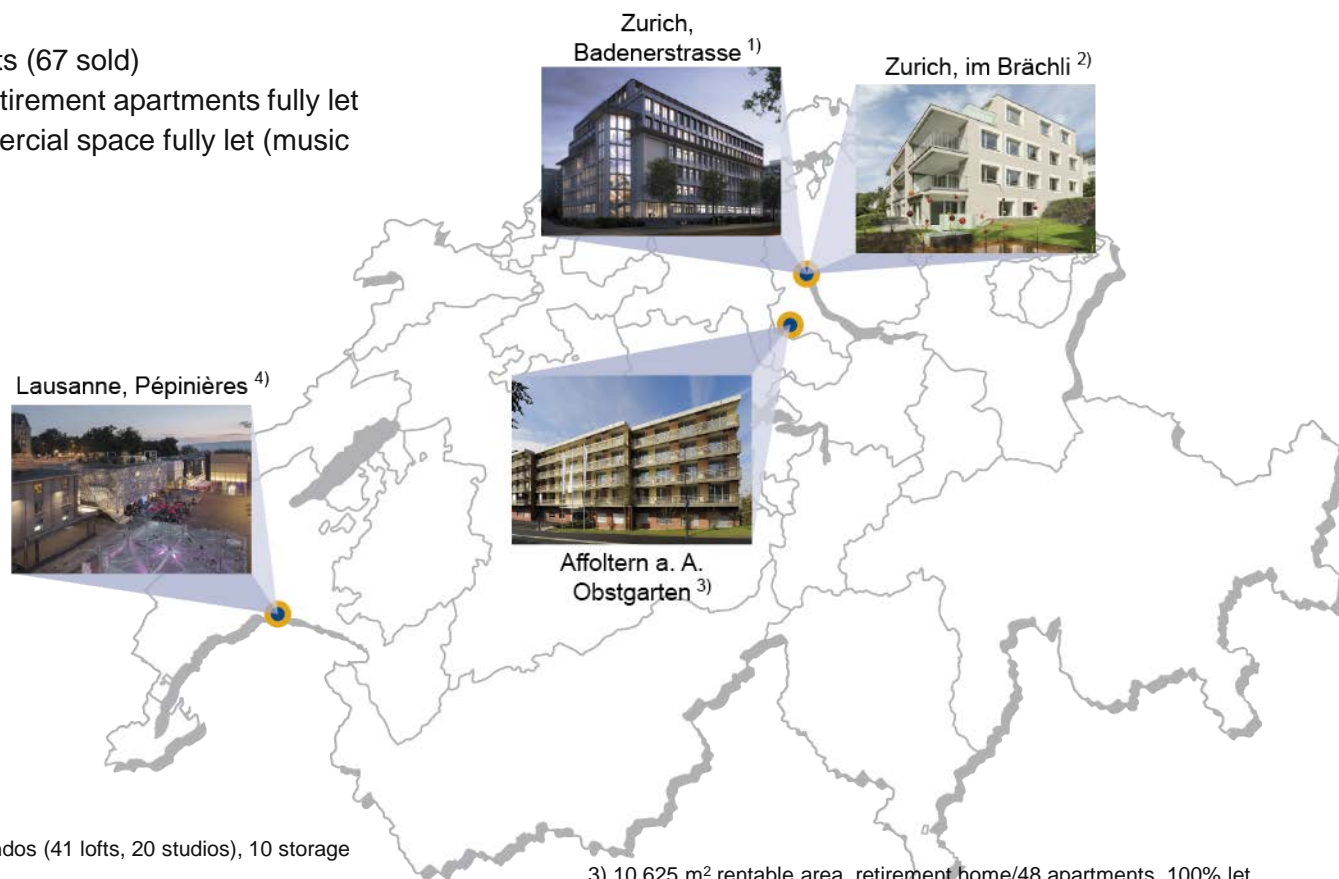 ts (67 sold)
tirement apartments fully let
ercial space fully let (music
Zurich,
Badenerstrasse 1)
Zurich, im Brächli 2)
Lausanne, Pépinières 4)
Affoltern a. A.
Obstgarten 3)
dos (41 lofts, 20 studios), 10 storage
3) 10 625 m² rentable area, retirement home/48 apartments, 100% let